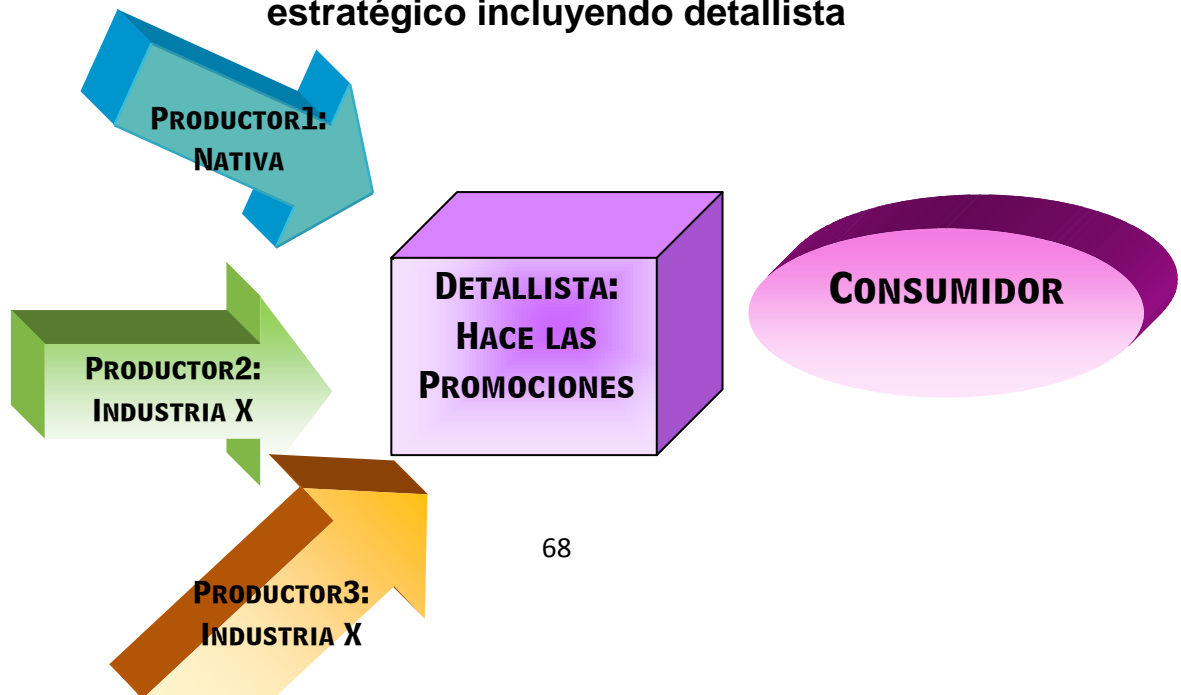 estratégico incluyendo detallista
Productor1:
Nativa
Detallista:
Hace las
Promociones
Consumidor
Productor2:
Industria X
68
Productor3:
Industria X